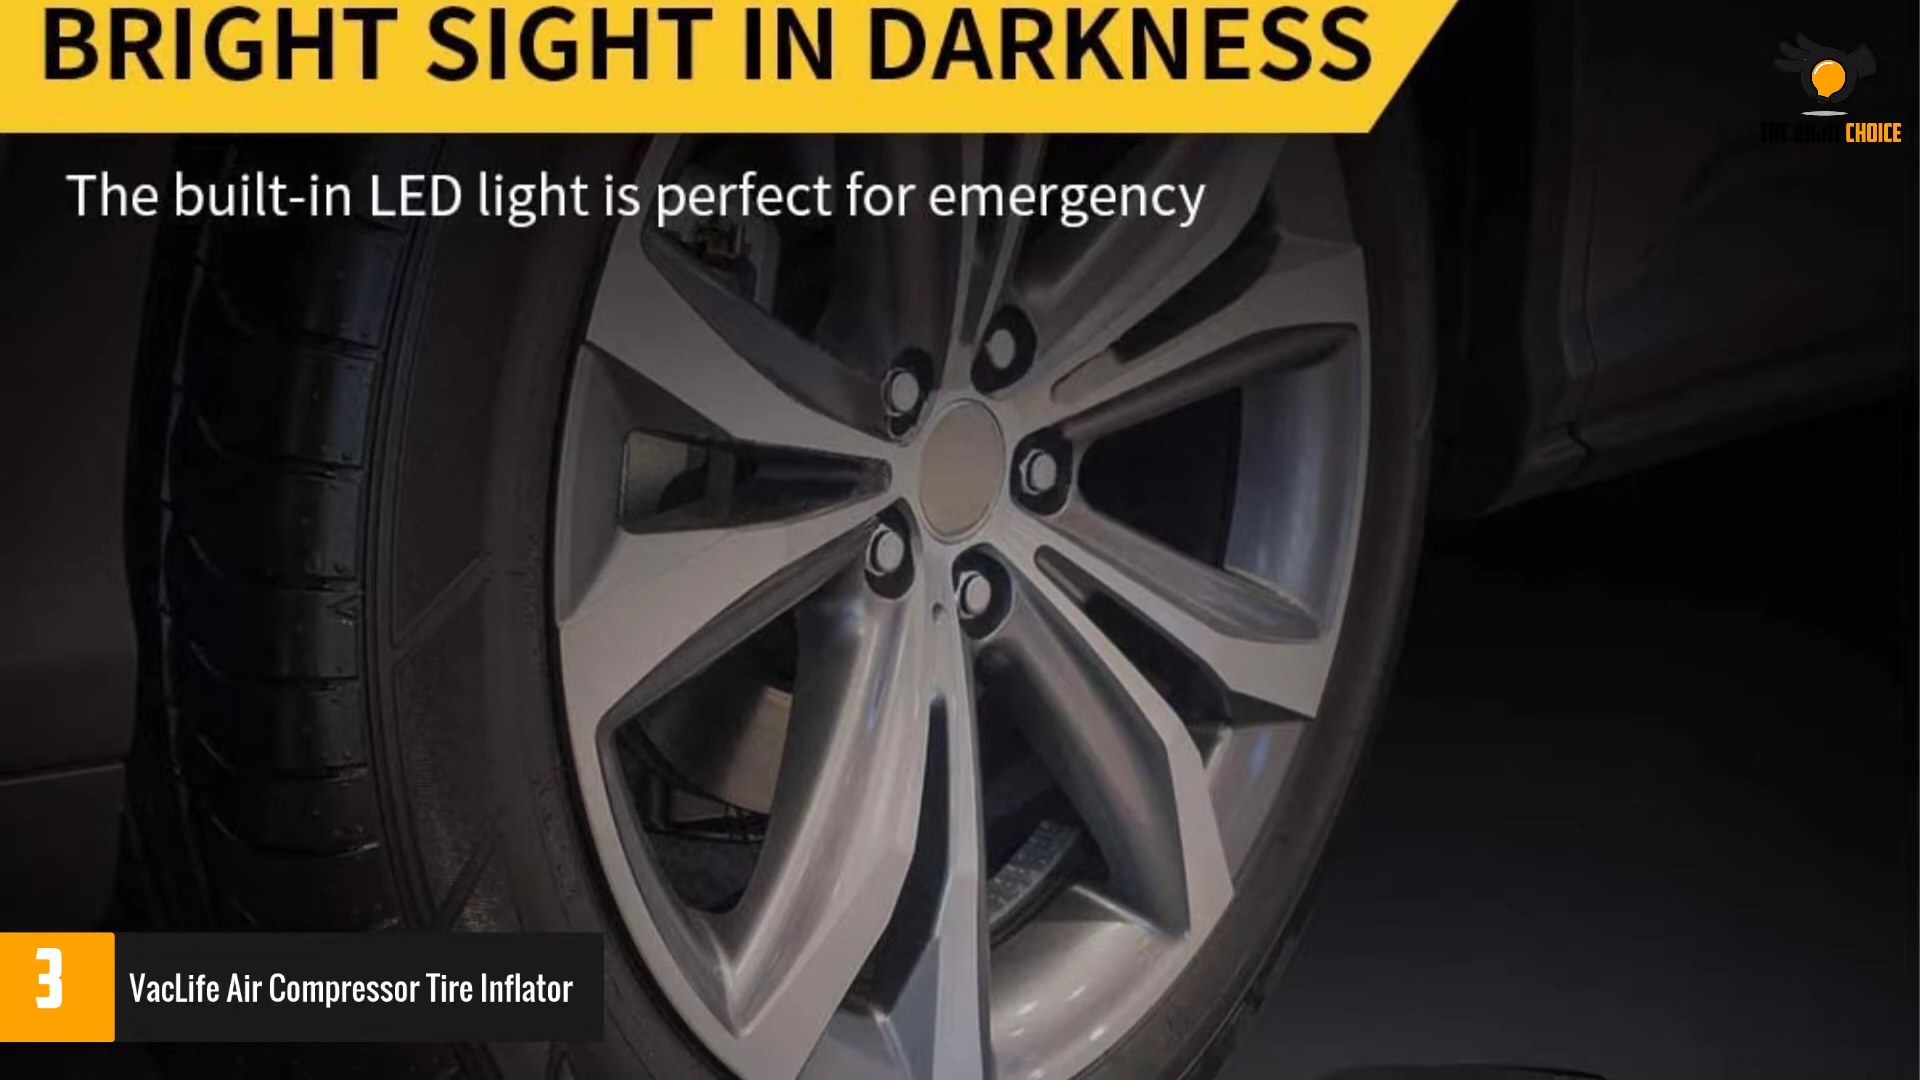 BRIGHT SIGHT IN DARKNESS
The built-in LED light is perfect for emergency
CHOICE
3
VacLife Air Compressor Tire Inflator